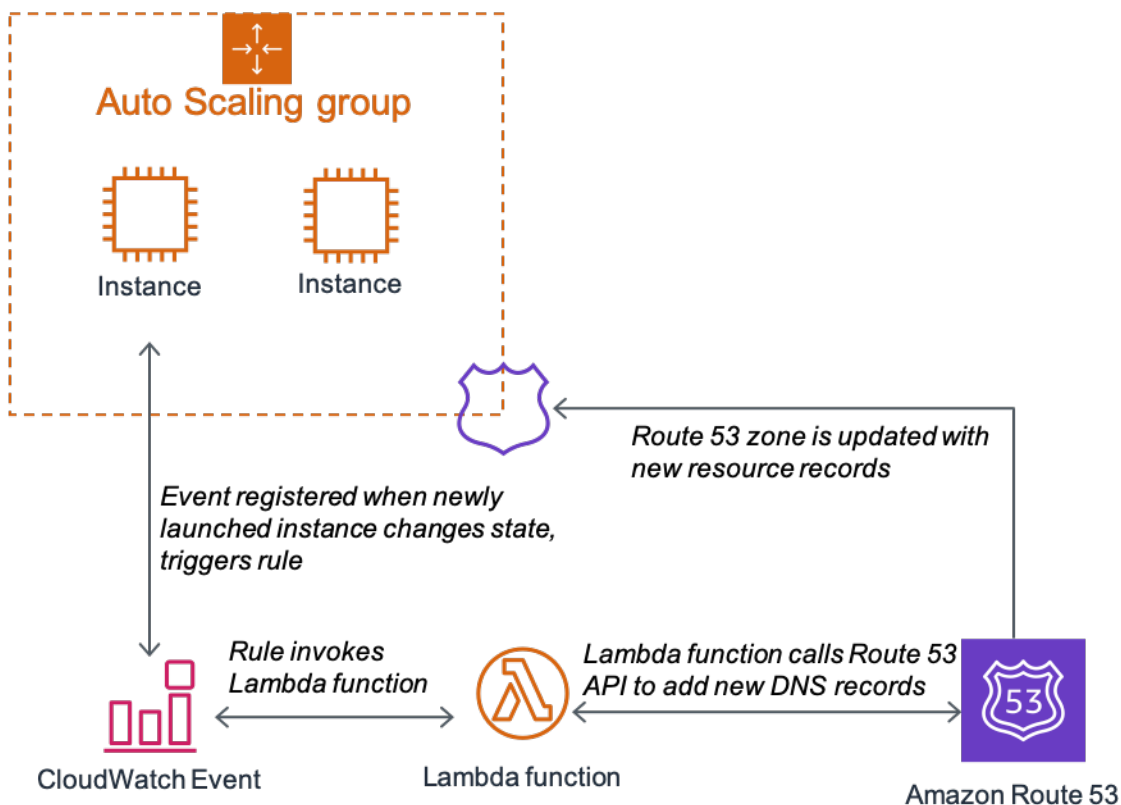 Auto Scaling group
Instance
Instance
Route 53 zone is updated with
new resource records
Event registered when newly
launched instance changes state,
triggers rule
Rule invokes
Lambda function
Lambda function calls Route 53
API to add new DNS records
53
CloudWatch Event
Lambda function
Amazon Route 53